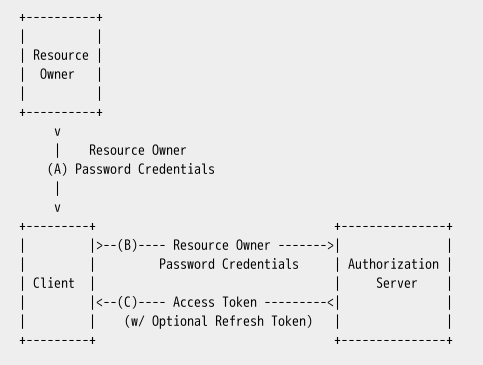 +----------+
|          |
| Resource |
|  Owner   |
|          |
+----------+
     v
     |    Resource Owner
    (A) Password Credentials
     |
     v
+---------+                                  +---------------+
|         |>--(B)---- Resource Owner ------->|               |
|         |         Password Credentials     | Authorization |
| Client  |                                  |     Server    |
|         |<--(C)---- Access Token ---------<|               |
|         |    (w/ Optional Refresh Token)   |               |
+---------+                                  +---------------+